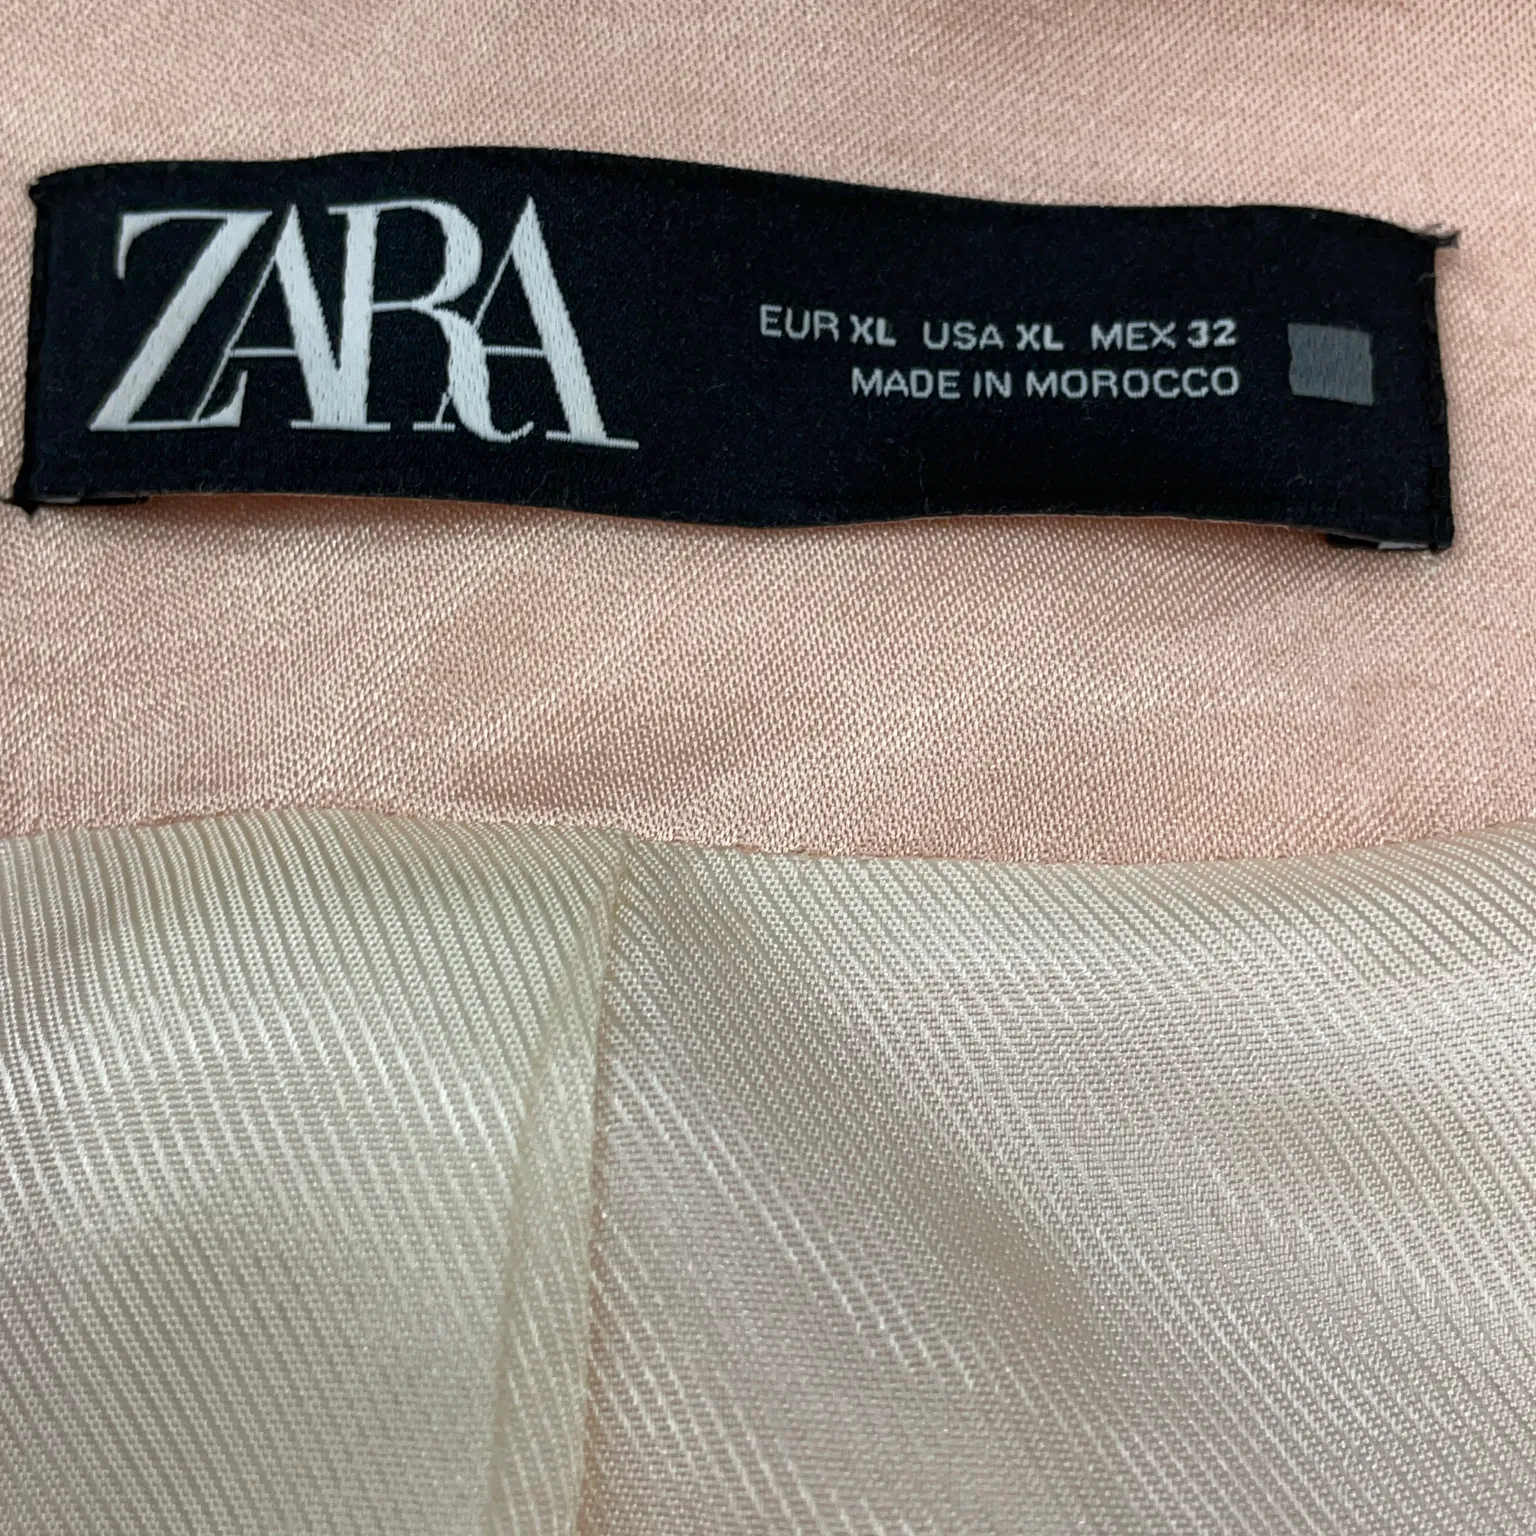 ZARA
EUR XL USA XL MEX 32
MADE IN MOROCCO